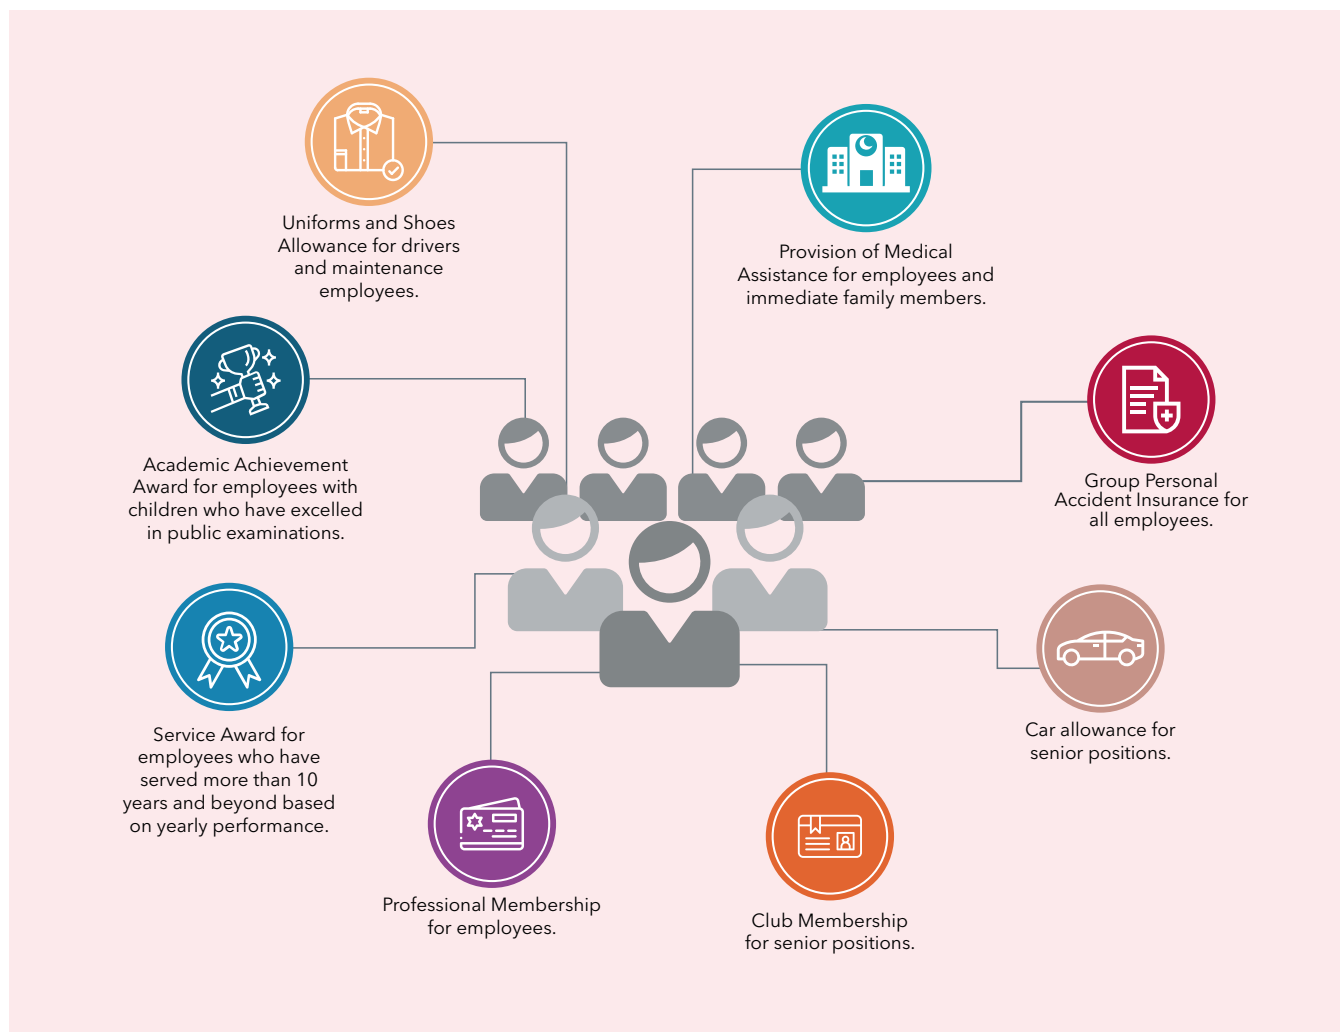 Uniforms and Shoes
Allowance for drivers
and maintenance
employees.
Provision of Medical
Assistance for employees and
immediate family members.
Academic Achievement
Award for employees with
children who have excelled
in public examinations.
Group Personal
Accident Insurance for
all employees.
Service Award for
employees who have
served more than 10
years and beyond based
on yearly performance.
Car allowance for
senior positions.
Professional Membership
for employees.
Club Membership
for senior positions.